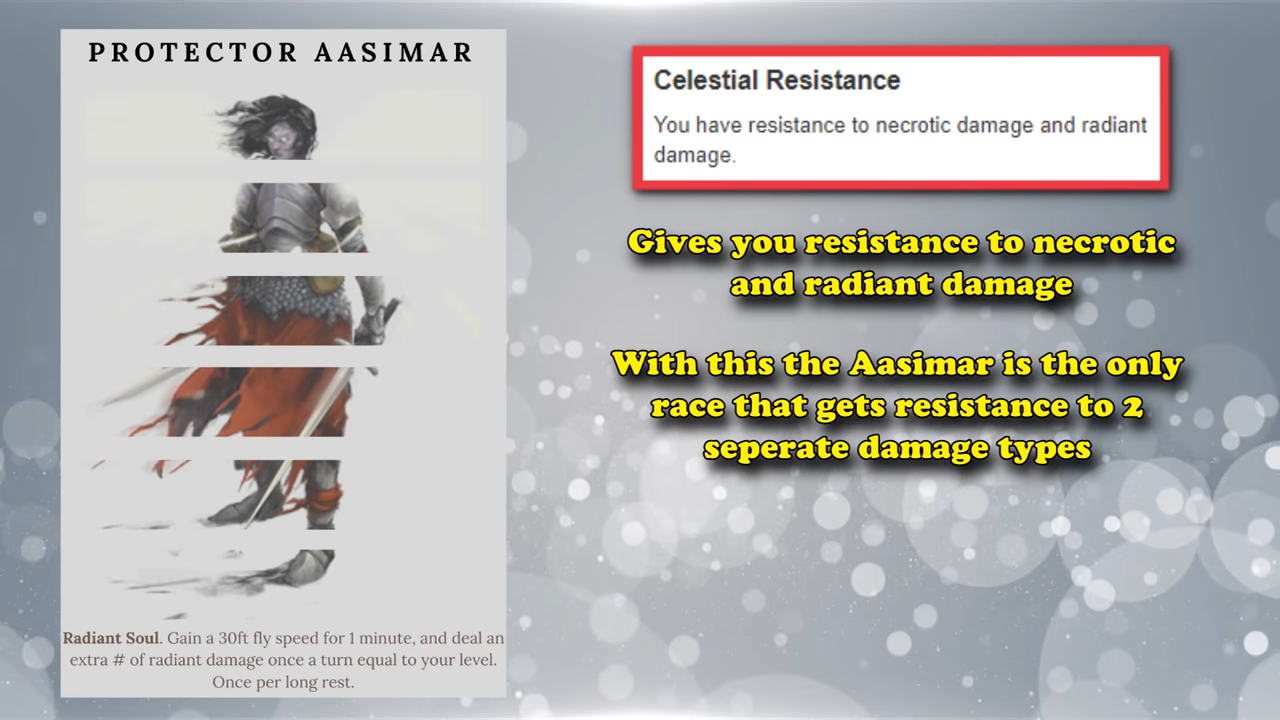 PROTECTOR AASIMAR
Radiant Soul. Gain a 30ft fly speed for 1 minute, and deal an
extra # of radiant damage once a turn equal to your level.
Once per long rest.
Celestial Resistance
You have resistance to necrotic damage and radiant
damage.
Gives you resistance to necrotic
and radiant damage
With this the Aasimar is the only
race that gets resistance to 2
seperate damage types